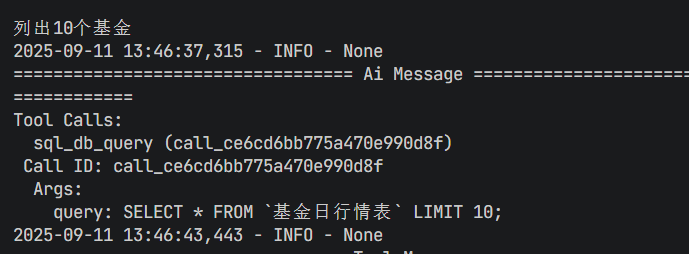 列出10个基金
2025-09-11 13:46:37,315 - INFO - None
================================ Ai Message ======================
============
Tool Calls:
  sql_db_query (call_ce6cd6bb775a470e990d8f)
 Call ID: call_ce6cd6bb775a470e990d8f
  Args:
    query: SELECT * FROM `基金日行情表` LIMIT 10;
2025-09-11 13:46:43,443 - INFO - None